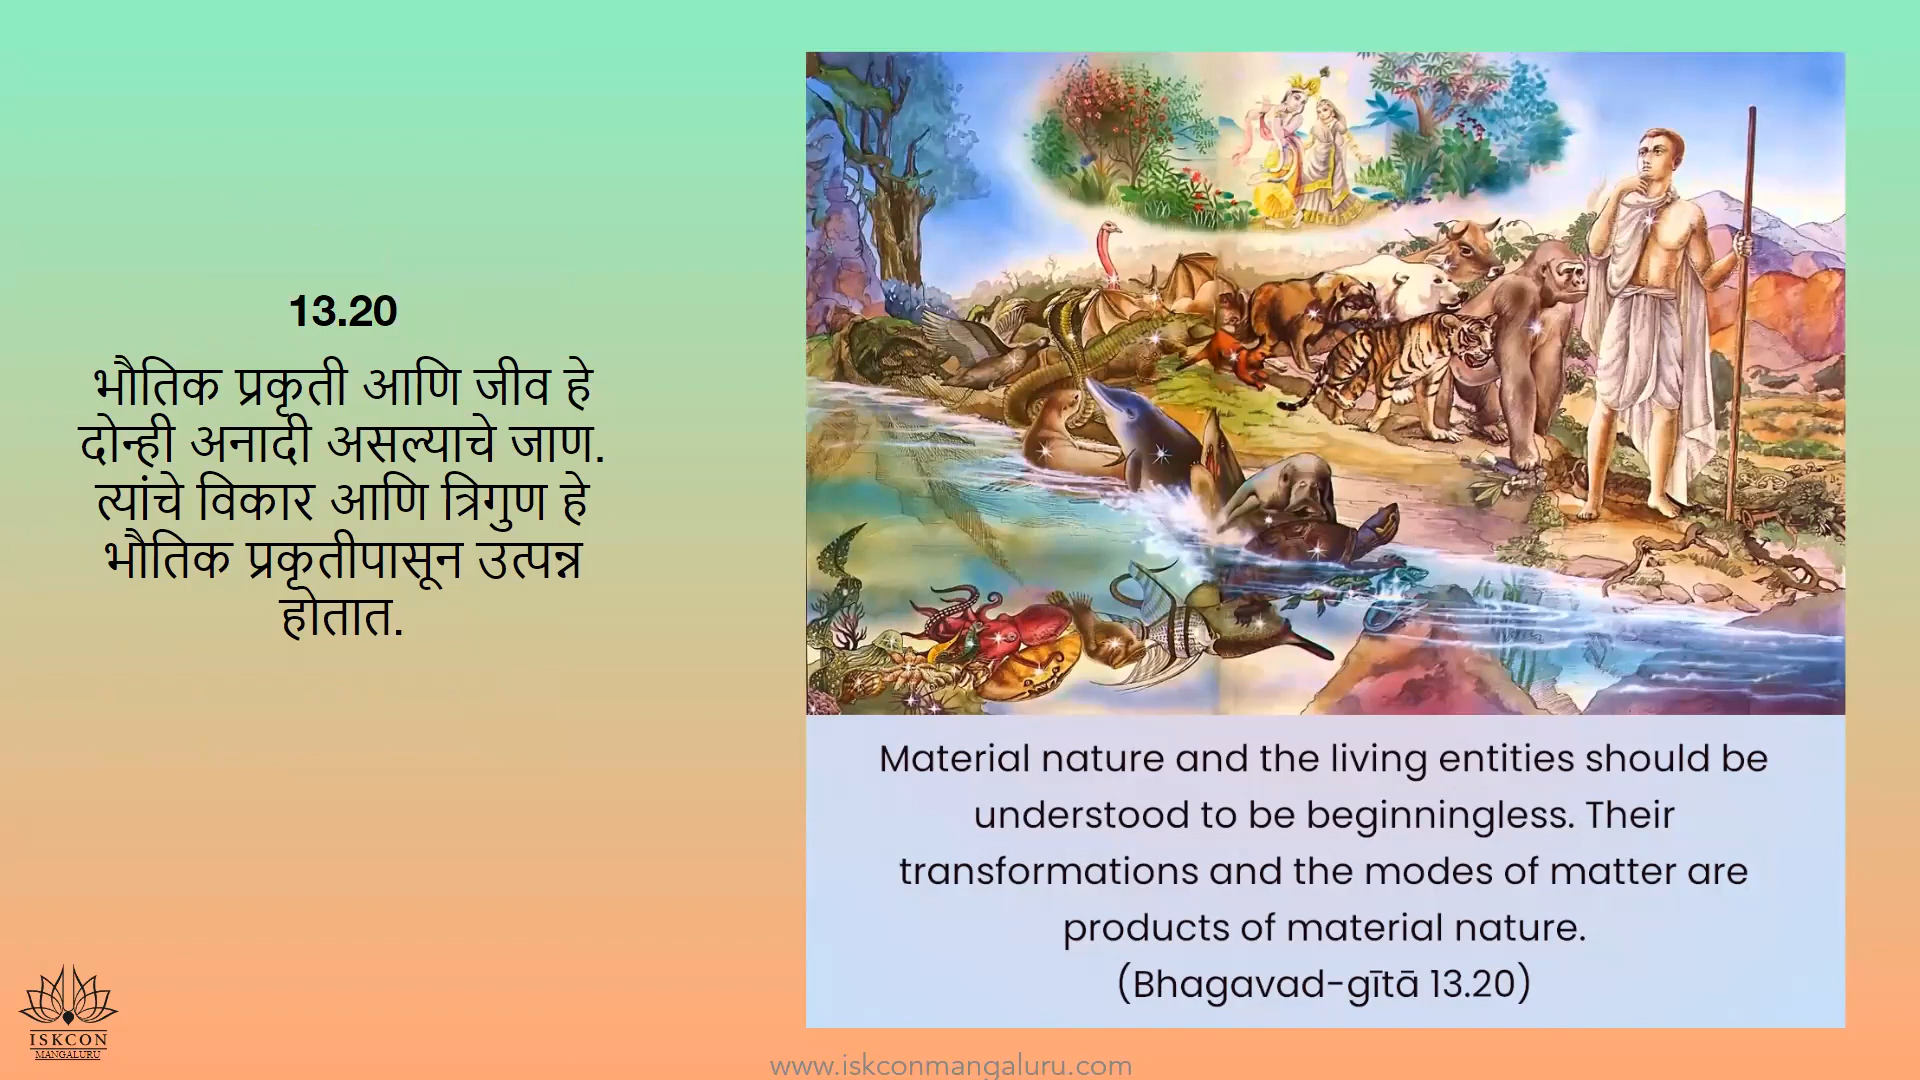 13.20
भौतिक प्रकृती आणि जीव हे
दोन्ही अनादी असल्याचे जाण.
त्यांचे विकार आणि त्रिगुण हे
भौतिक प्रकृतीपासून उत्पन्न
होतात.
Material nature and the living entities should be
understood to be beginningless. Their
transformations and the modes of matter are
products of material nature.
(Bhagavad-gītā 13.20)
ISKCON
MANGALURU
www.iskconmangaluru.com